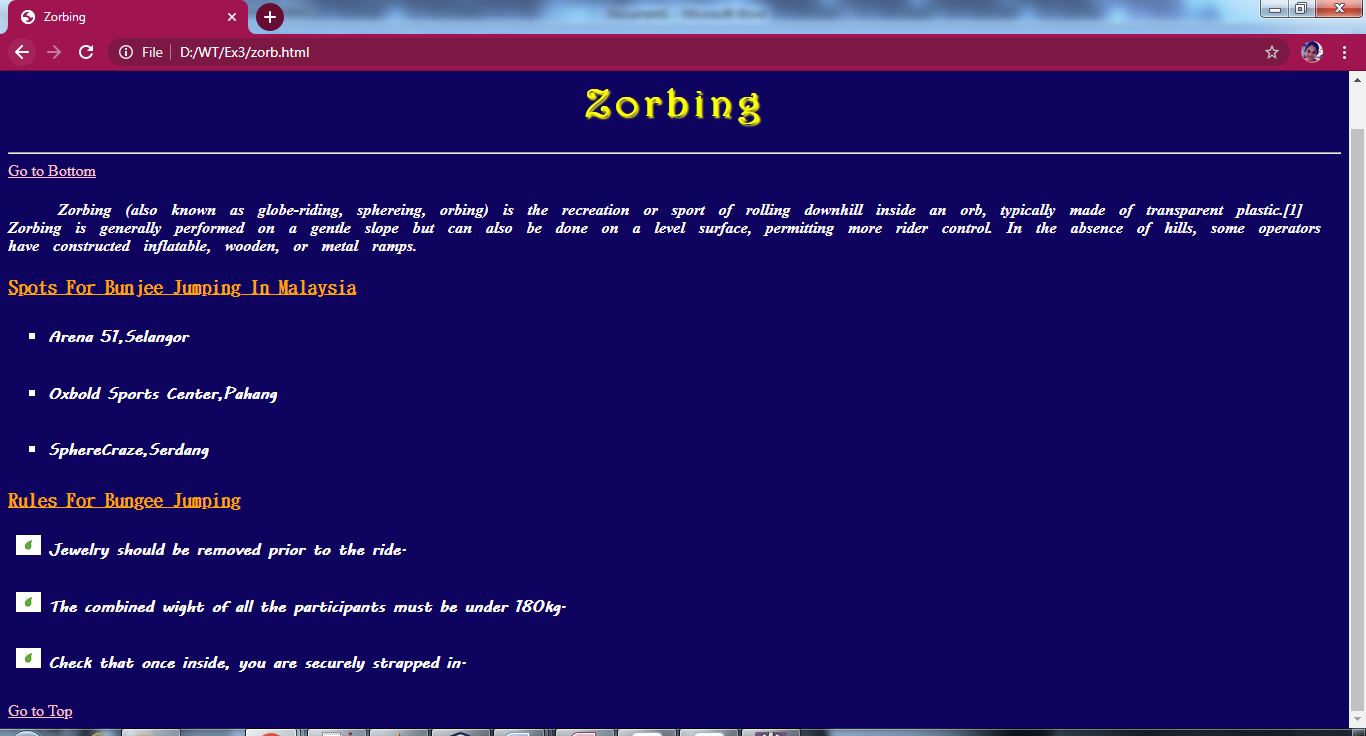 Zorbing
File D:/WT/Ex3/zorb.html
Zorbing
Go to Bottom
Zorbing (also known as globe-riding, sphereing, orbing) is the recreation or sport of rolling downhill inside an orb, typically made of transparent plastic.[1]
Zorbing is generally performed on a gentle slope but can also be done on a level surface, permitting more rider control. In the absence of hills, some operators
have constructed inflatable, wooden, or metal ramps.
Spots For Bunjee Jumping In Malaysia
Arena 51,Selangor
Oxbold Sports Center,Pahang
SphereCraze,Serdang
Rules For Bungee Jumping
Jewelry should be removed prior to the ride.
The combined wight of all the participants must be under 180kg.
Check that once inside, you are securely strapped in.
Go to Top